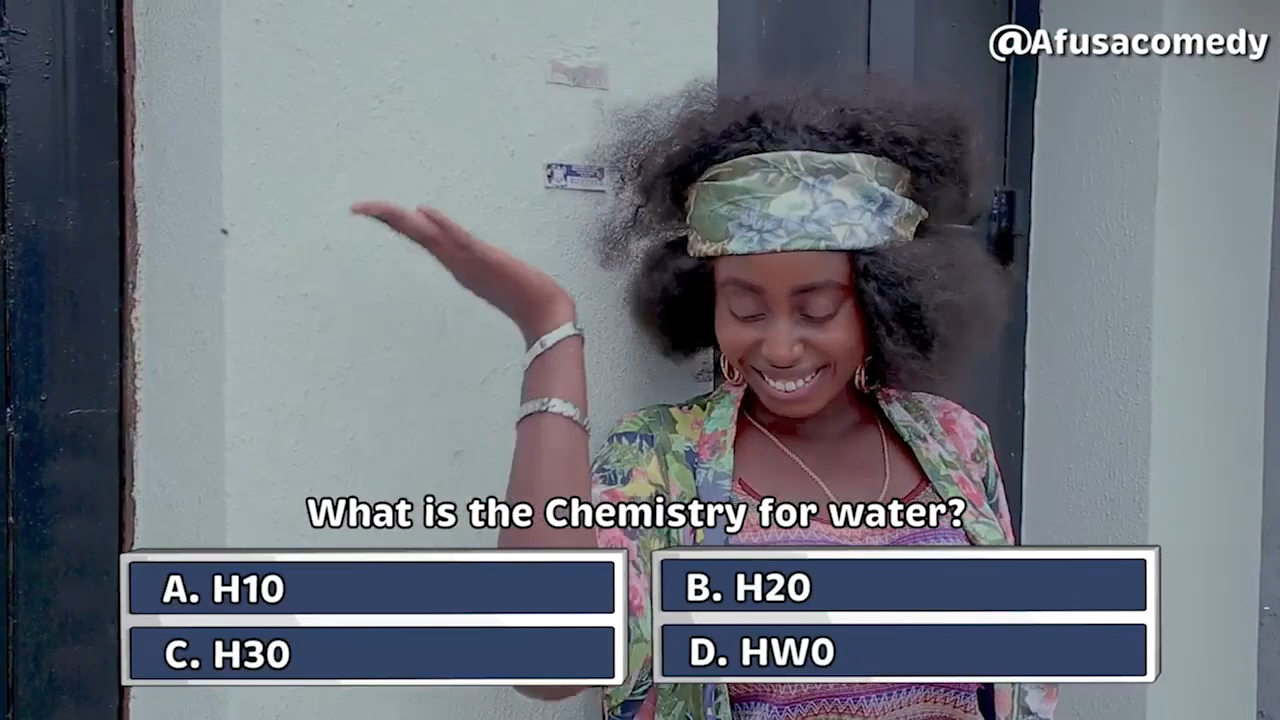 @Afusacomedy
What is the Chemistry for water?
A. H10
B. H20
C. H30
D. HW0